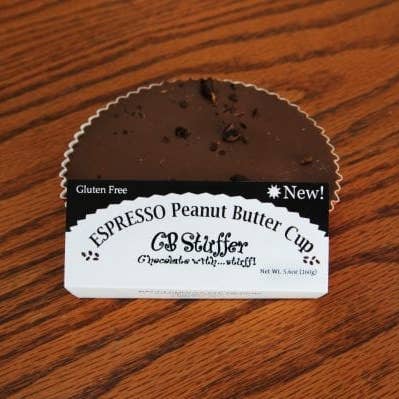 Gluten Free
✷New!
ESPRESSO Peanut Butter Cup
CB Stuffer
Chocolate with...stuff!
Net Wt. 5.6oz (160g)